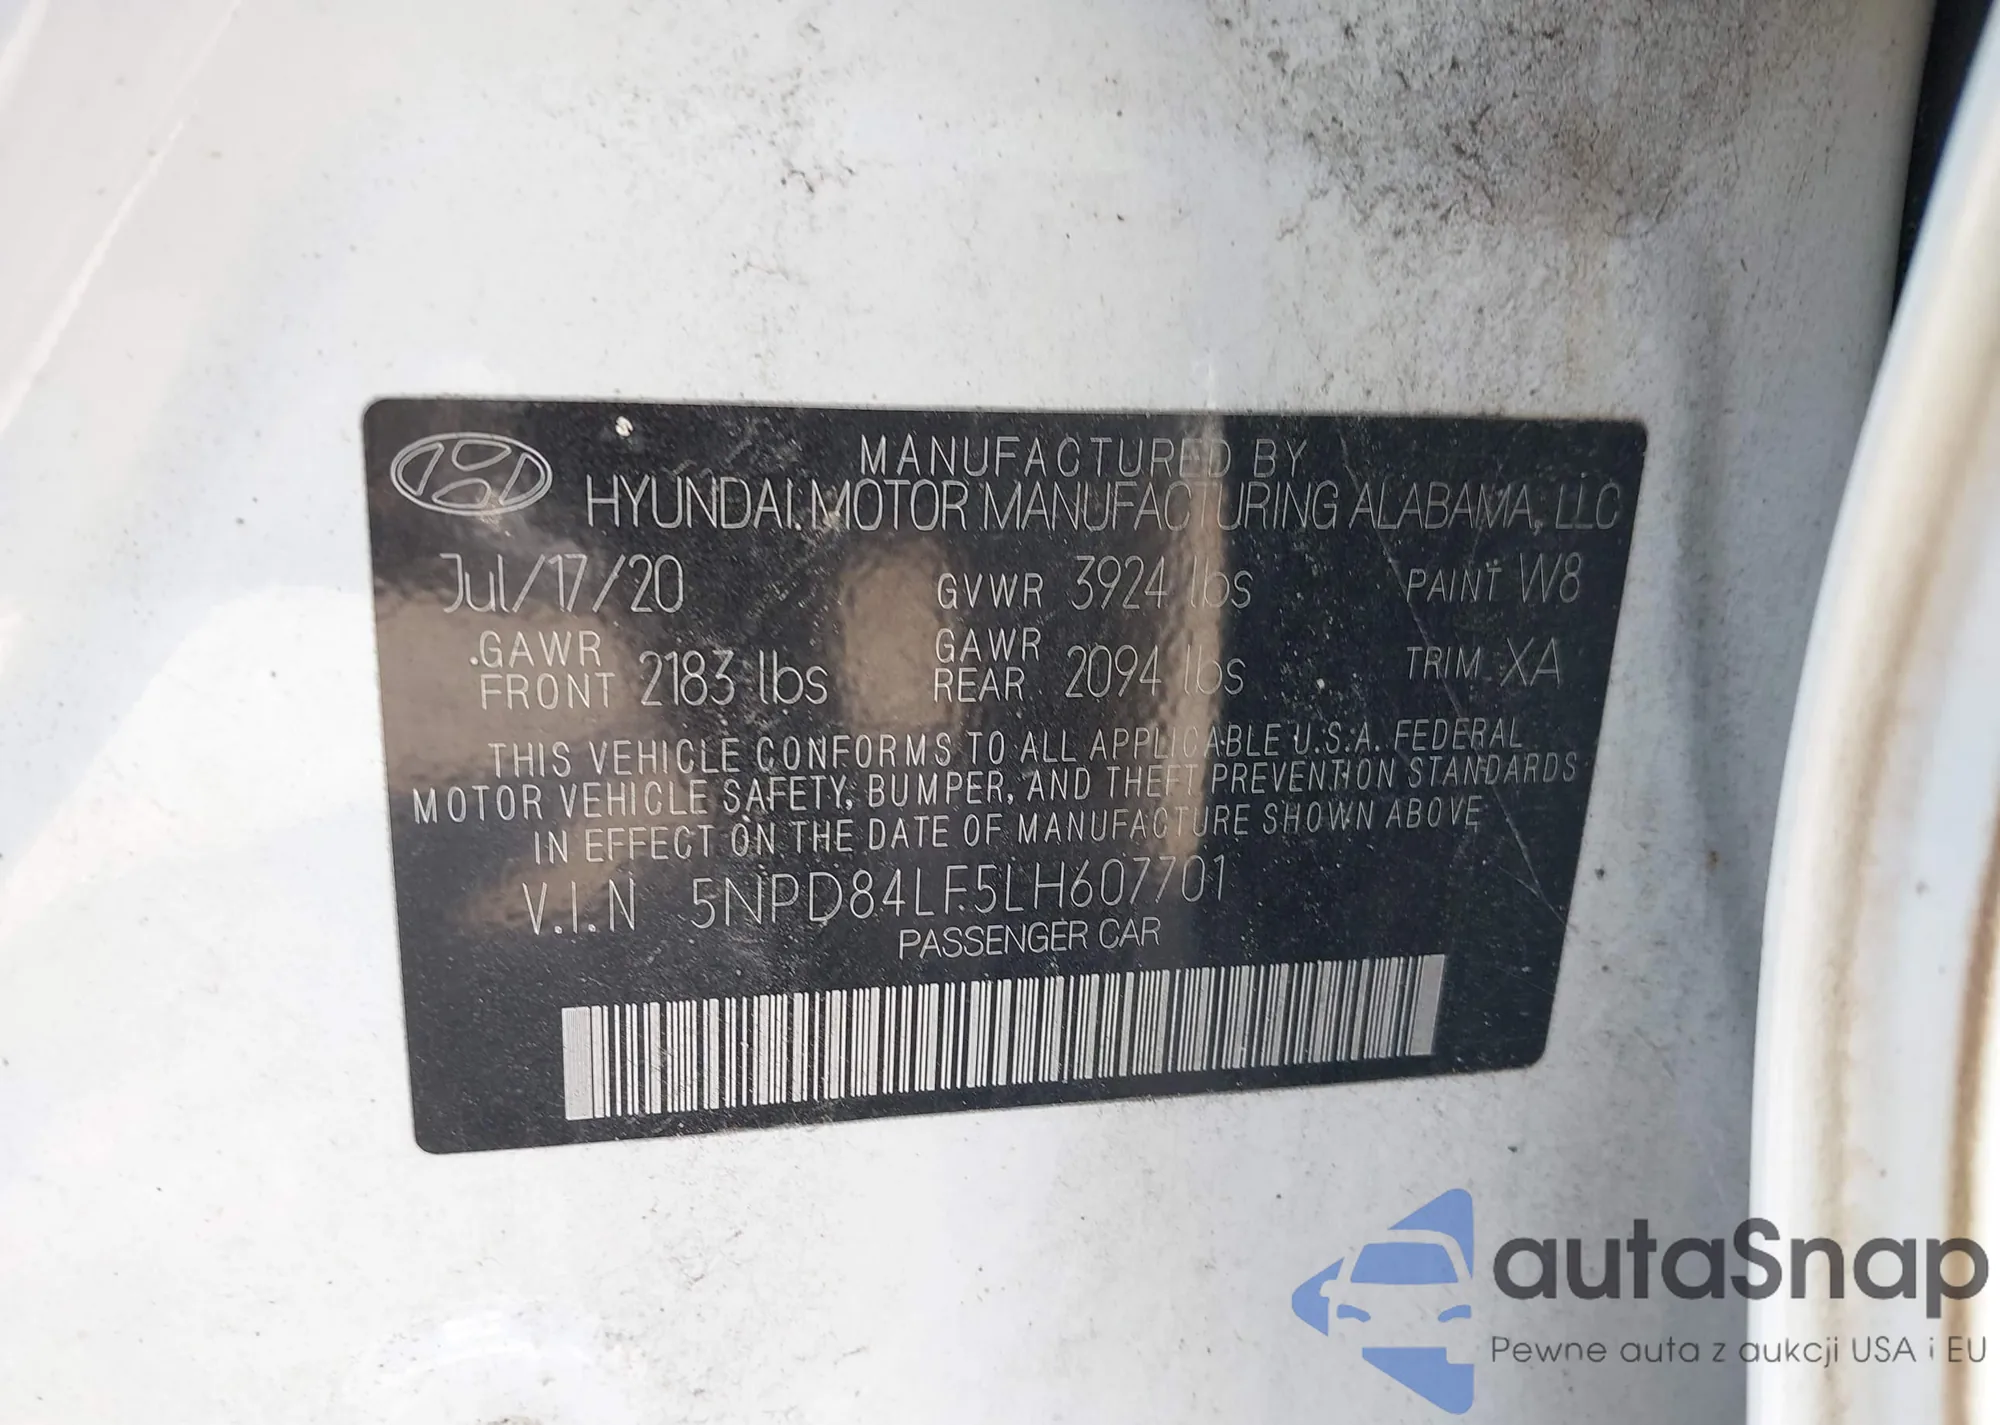 MANUFACTURED BY
HYUNDAI MOTOR MANUFACTURING ALABAMA, LLC
Jul/17/20 GVWR 3924 lbs PAINT W8
GAWR FRONT 2183 lbs GAWR REAR 2094 lbs TRIM XA
THIS VEHICLE CONFORMS TO ALL APPLICABLE U.S.A. FEDERAL
MOTOR VEHICLE SAFETY, BUMPER, AND THEFT PREVENTION STANDARDS
IN EFFECT ON THE DATE OF MANUFACTURE SHOWN ABOVE
V.I.N 5NPD84LF5LH607701
PASSENGER CAR
autaSnap
Pewne auta z aukcji USA i EU